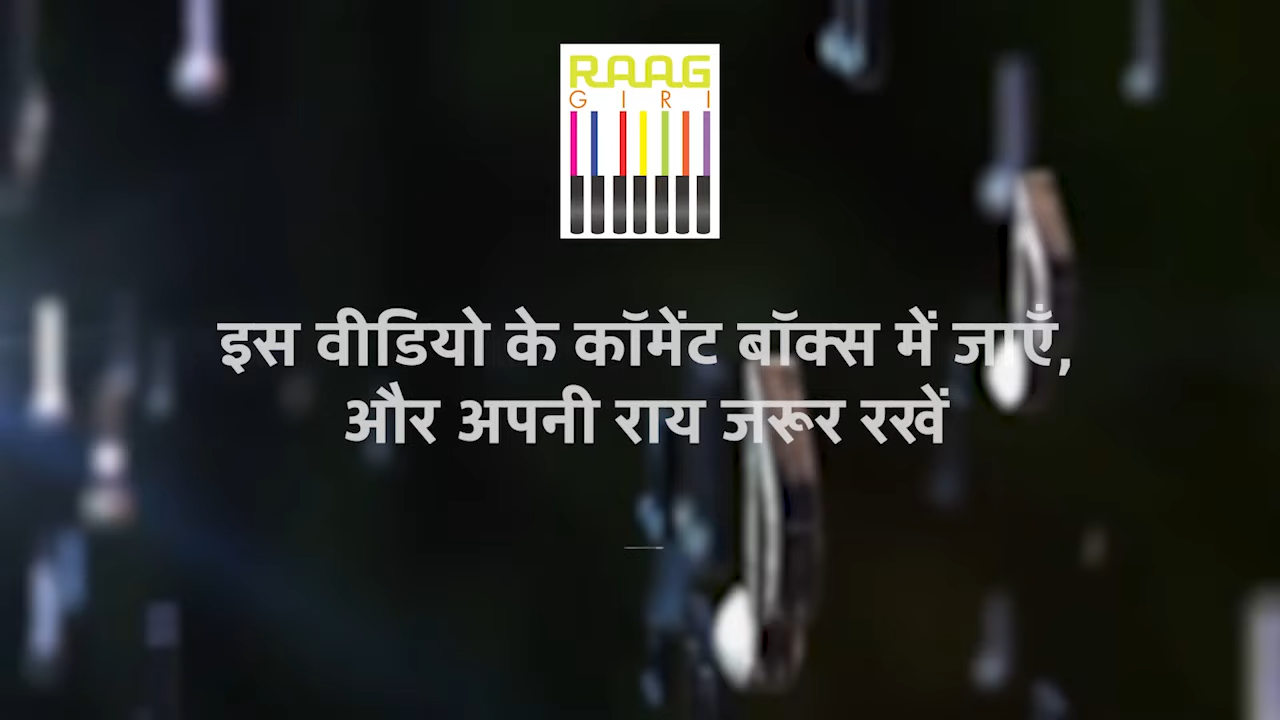 RAAG
GIRI
इस वीडियो के कॉमेंट बॉक्स में जाएँ,
और अपनी राय जरूर रखें